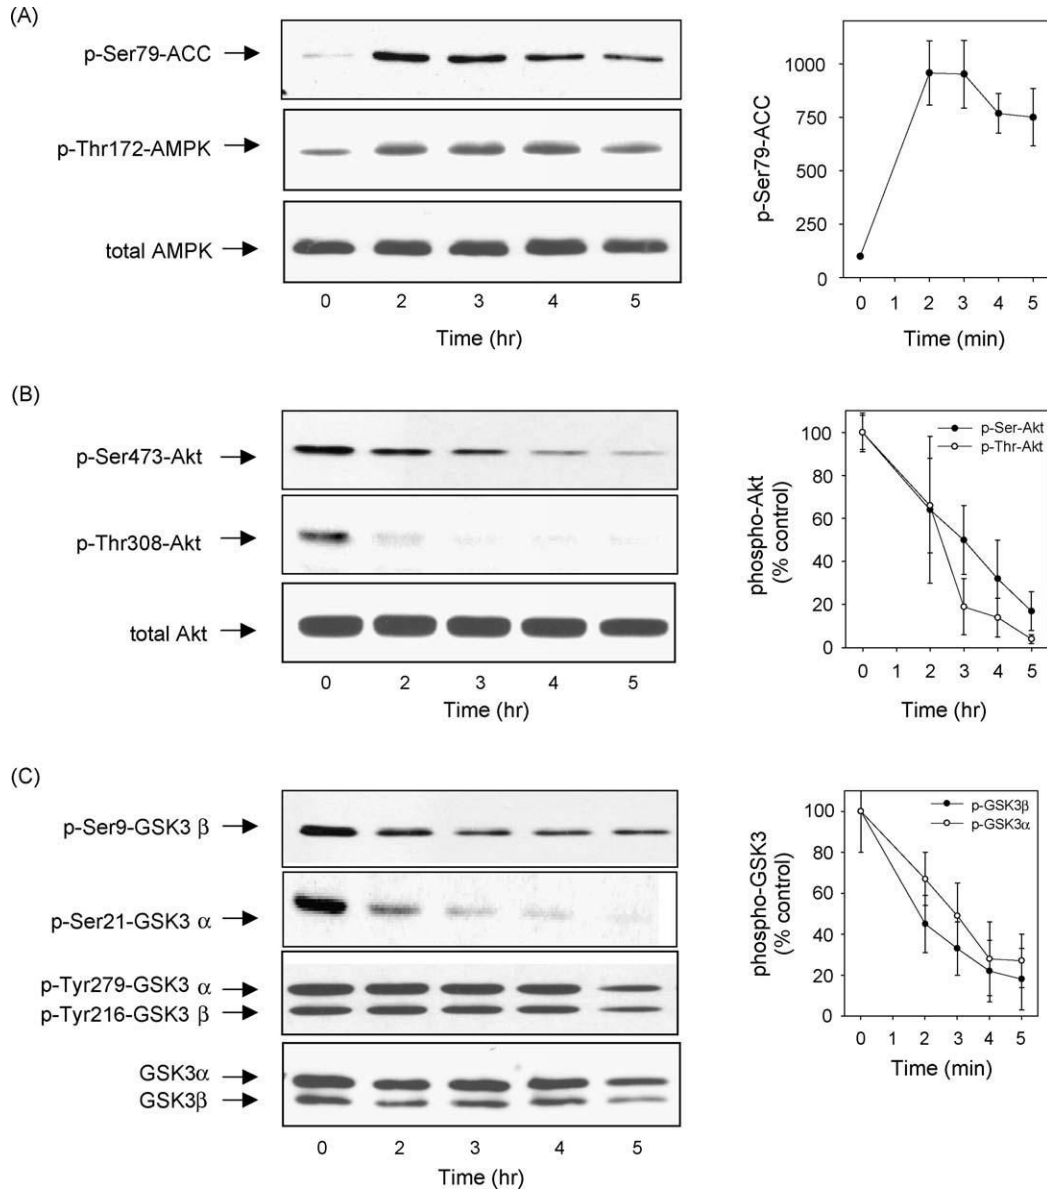 (A)
p-Ser79-ACC
p-Thr172-AMPK
total AMPK
0 2 3 4 5
Time (hr)
p-Ser79-ACC
1000
750
500
250
0
0 1 2 3 4 5
Time (min)
(B)
p-Ser473-Akt
p-Thr308-Akt
total Akt
0 2 3 4 5
Time (hr)
p-Ser-Akt
p-Thr-Akt
phospho-Akt
(% control)
100
80
60
40
20
0
0 1 2 3 4 5
Time (hr)
(C)
p-Ser9-GSK3 β
p-Ser21-GSK3 α
p-Tyr279-GSK3 α
p-Tyr216-GSK3 β
GSK3α
GSK3β
0 2 3 4 5
Time (hr)
p-GSK3β
p-GSK3α
phospho-GSK3
(% control)
100
80
60
40
20
0
0 1 2 3 4 5
Time (min)